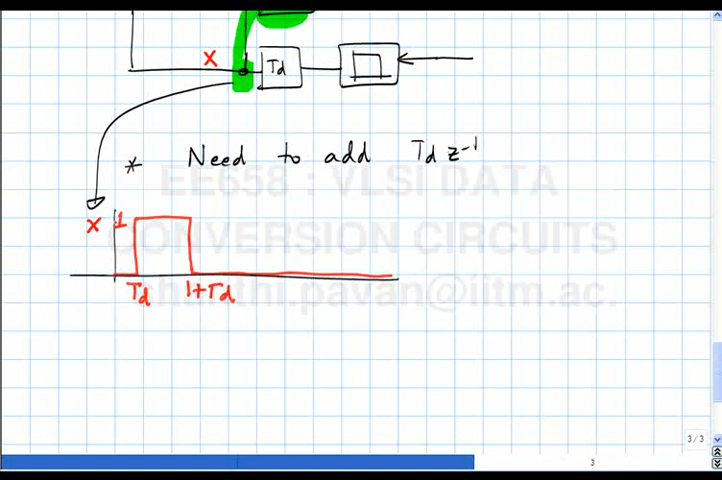 X
Td
* Need to add Td z-1
EE658 : VLSI DATA
CONVERSION CIRCUITS
shanthi.pavan@iitm.ac.
X 1
Td 1+Td
3/3
3